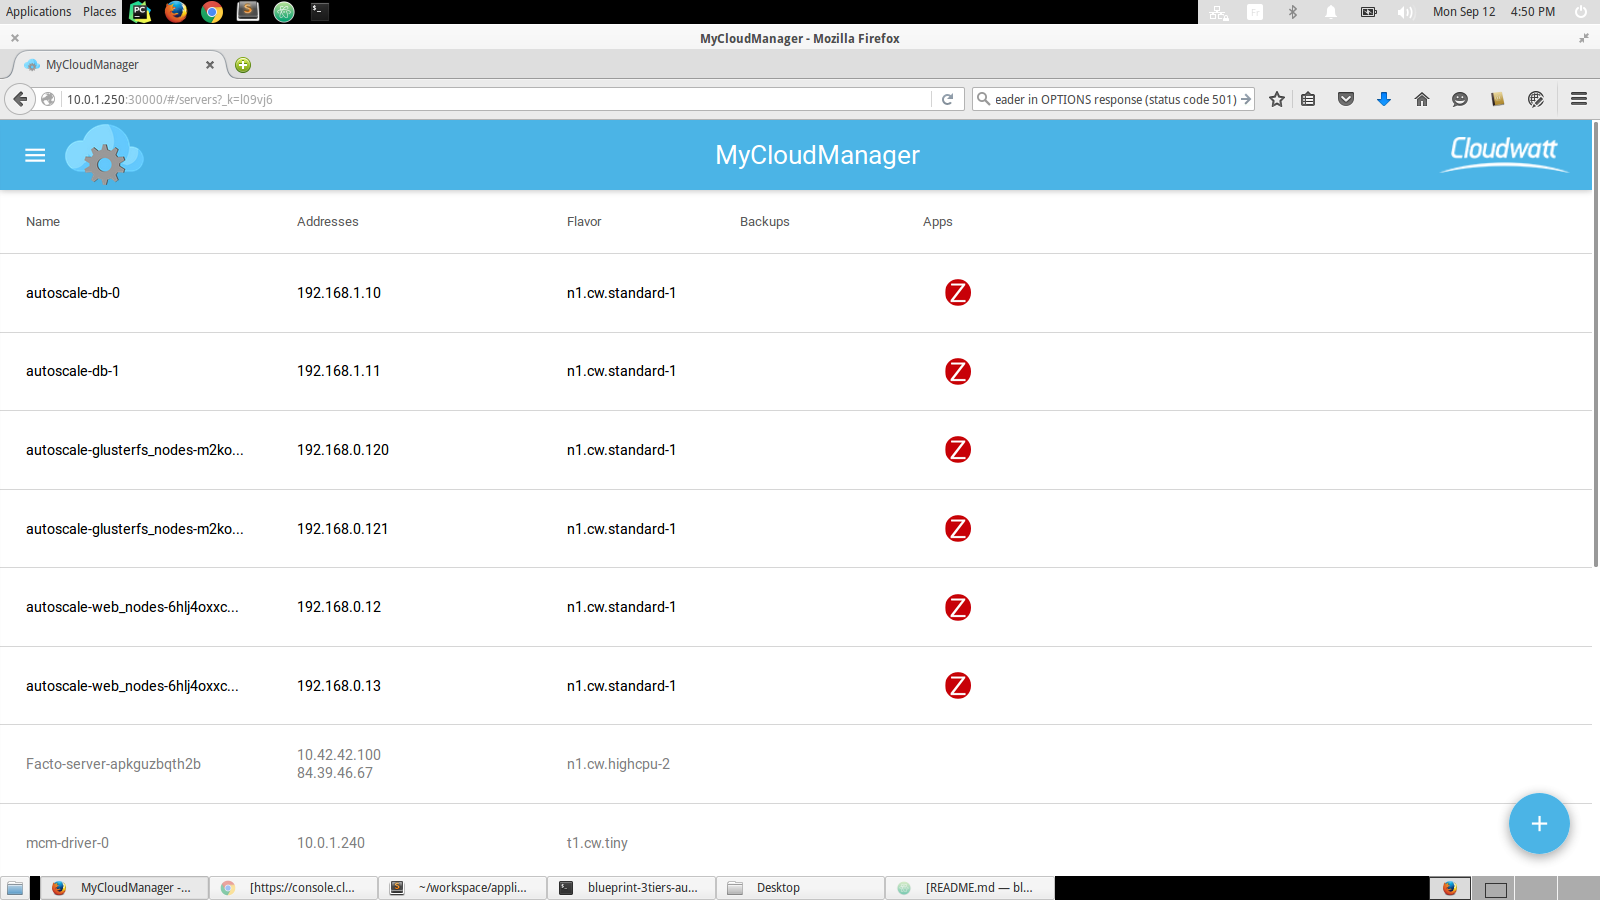 Applications Places Mon Sep 12 4:50 PM
MyCloudManager - Mozilla Firefox
MyCloudManager
10.0.1.250:30000/#/servers?_k=l09vj6 eader in OPTIONS response (status code 501)
MyCloudManager Cloudwatt
Name Addresses Flavor Backups Apps
autoscale-db-0 192.168.1.10 n1.cw.standard-1 Z
autoscale-db-1 192.168.1.11 n1.cw.standard-1 Z
autoscale-glusterfs_nodes-m2ko... 192.168.0.120 n1.cw.standard-1 Z
autoscale-glusterfs_nodes-m2ko... 192.168.0.121 n1.cw.standard-1 Z
autoscale-web_nodes-6hlj4oxxc... 192.168.0.12 n1.cw.standard-1 Z
autoscale-web_nodes-6hlj4oxxc... 192.168.0.13 n1.cw.standard-1 Z
Facto-server-apkguzbqth2b 10.42.42.100 n1.cw.highcpu-2
84.39.46.67
mcm-driver-0 10.0.1.240 t1.cw.tiny
MyCloudManager -... [https://console.cl... ~/workspace/appli... blueprint-3tiers-au... Desktop [README.md — bl...